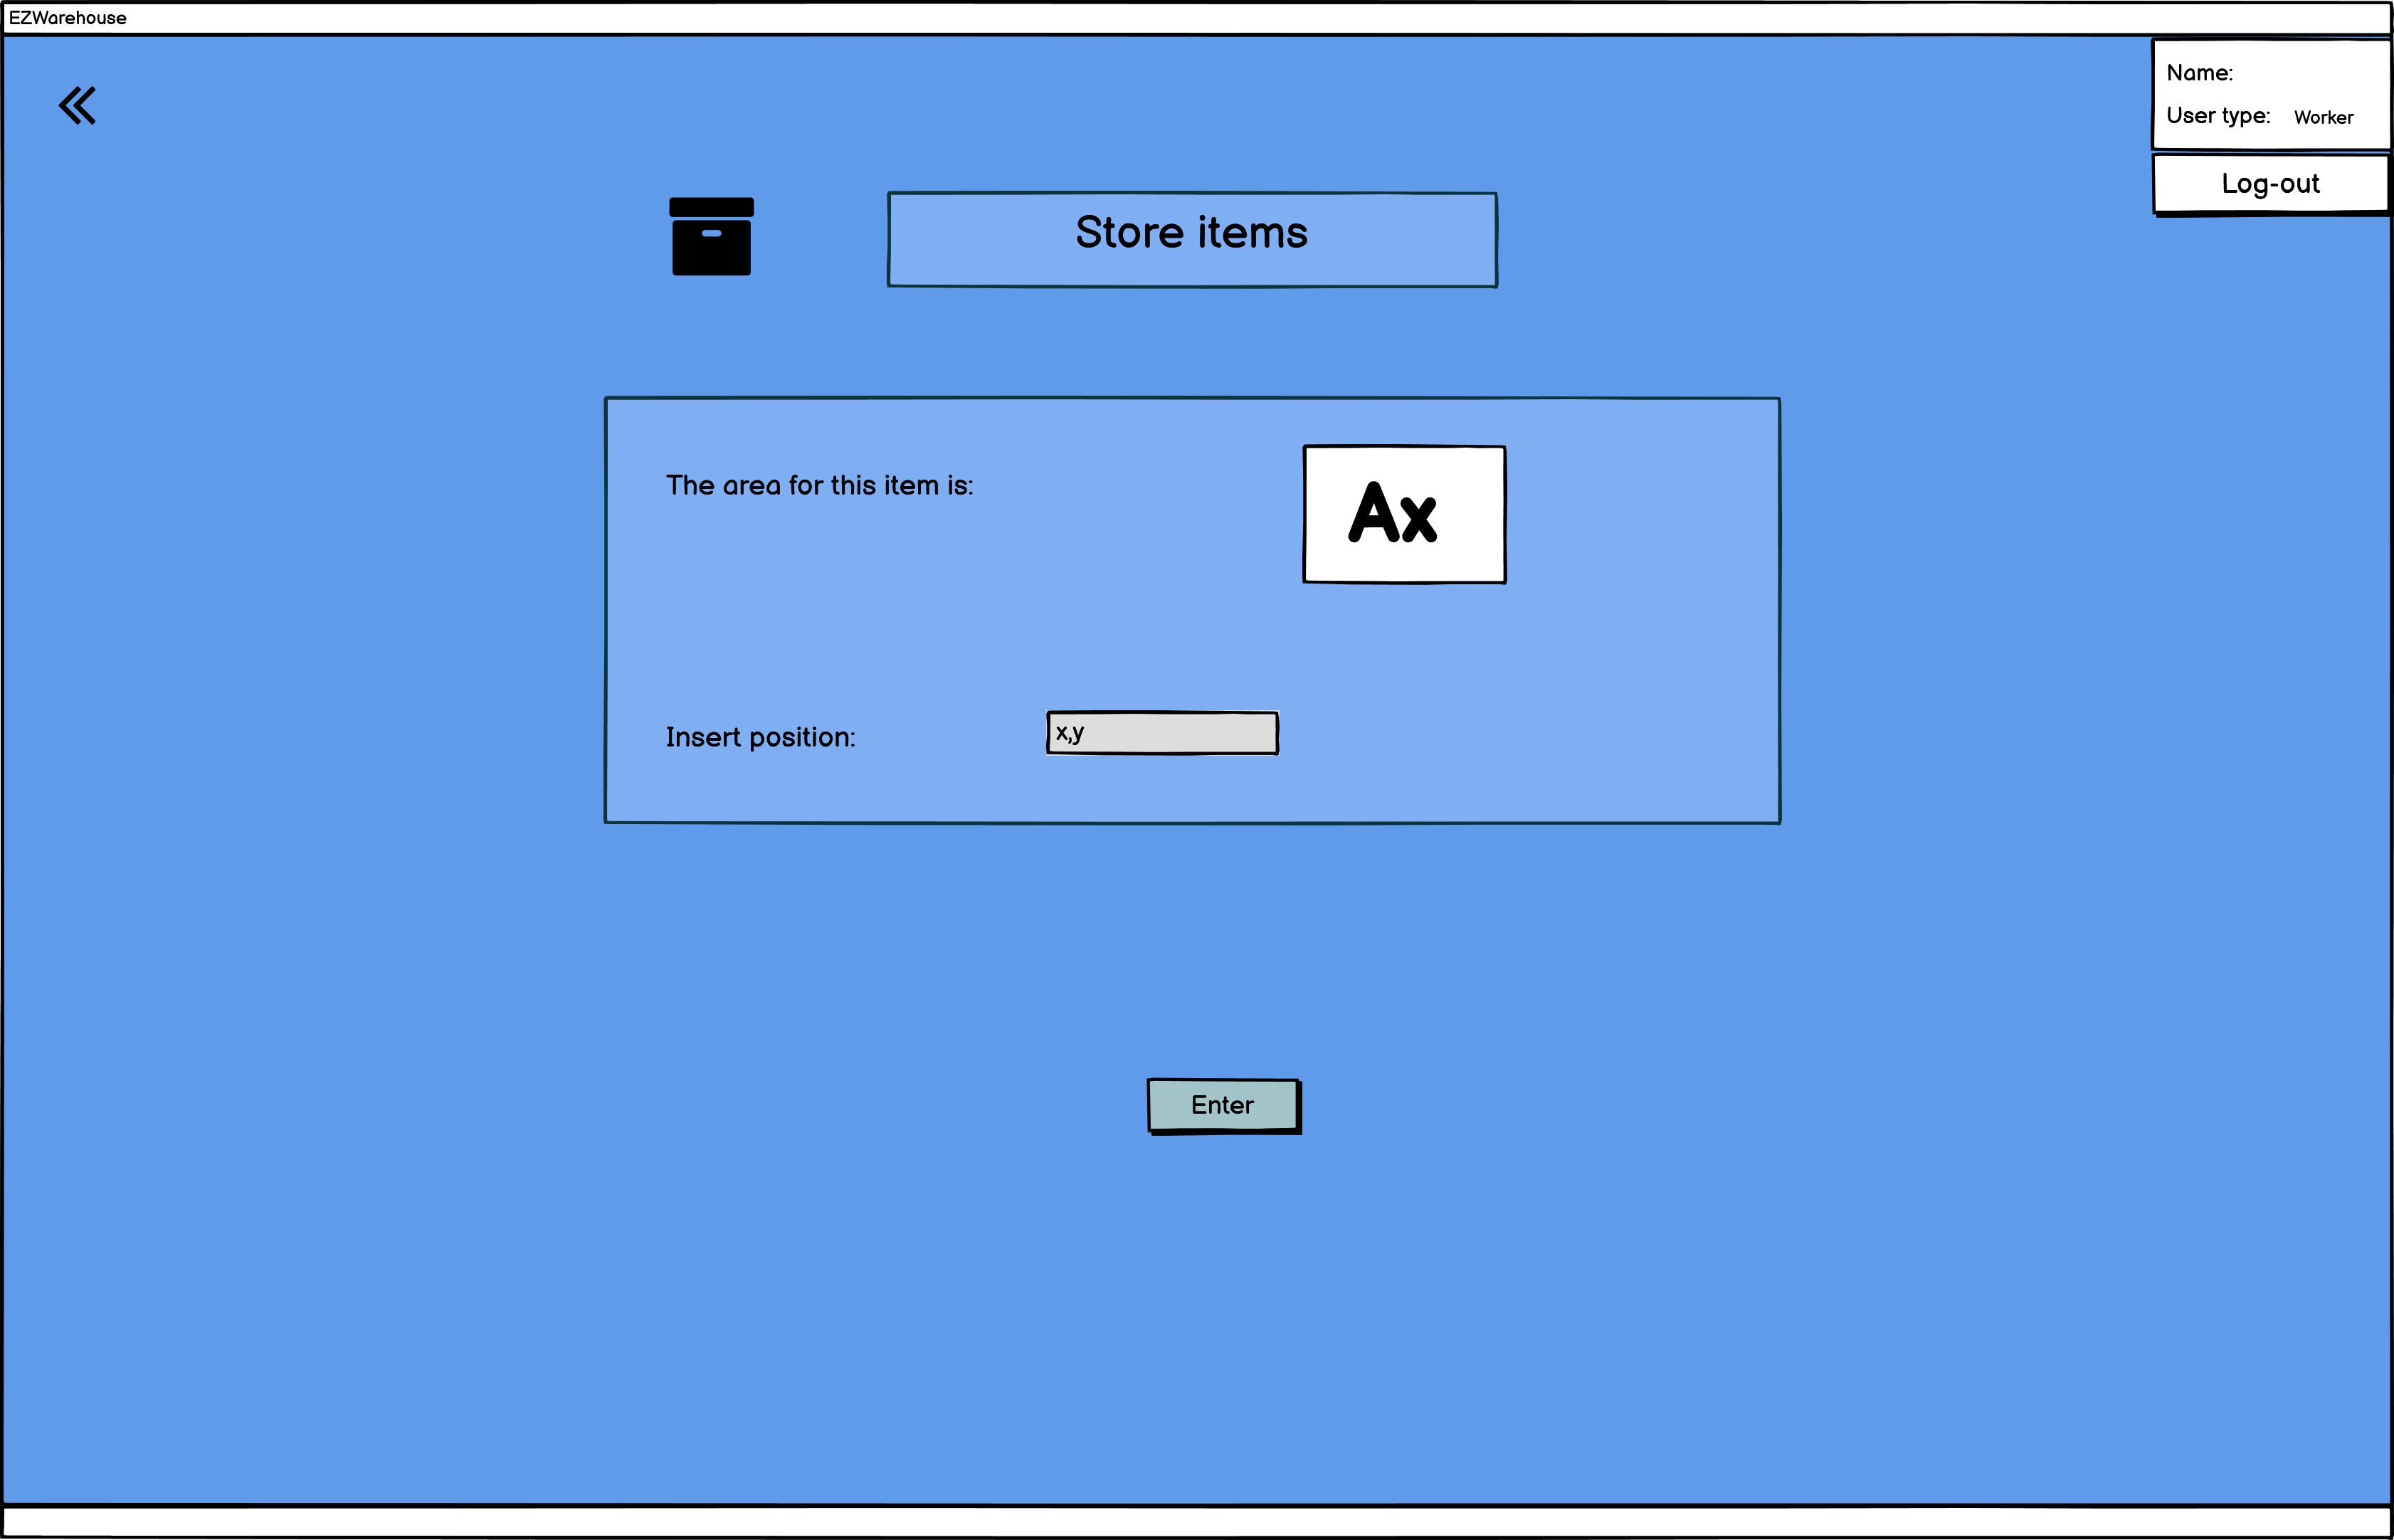 EZWarehouse
Name:
User type: Worker
Log-out
Store items
The area for this item is:
Ax
Insert position:
x,y
Enter